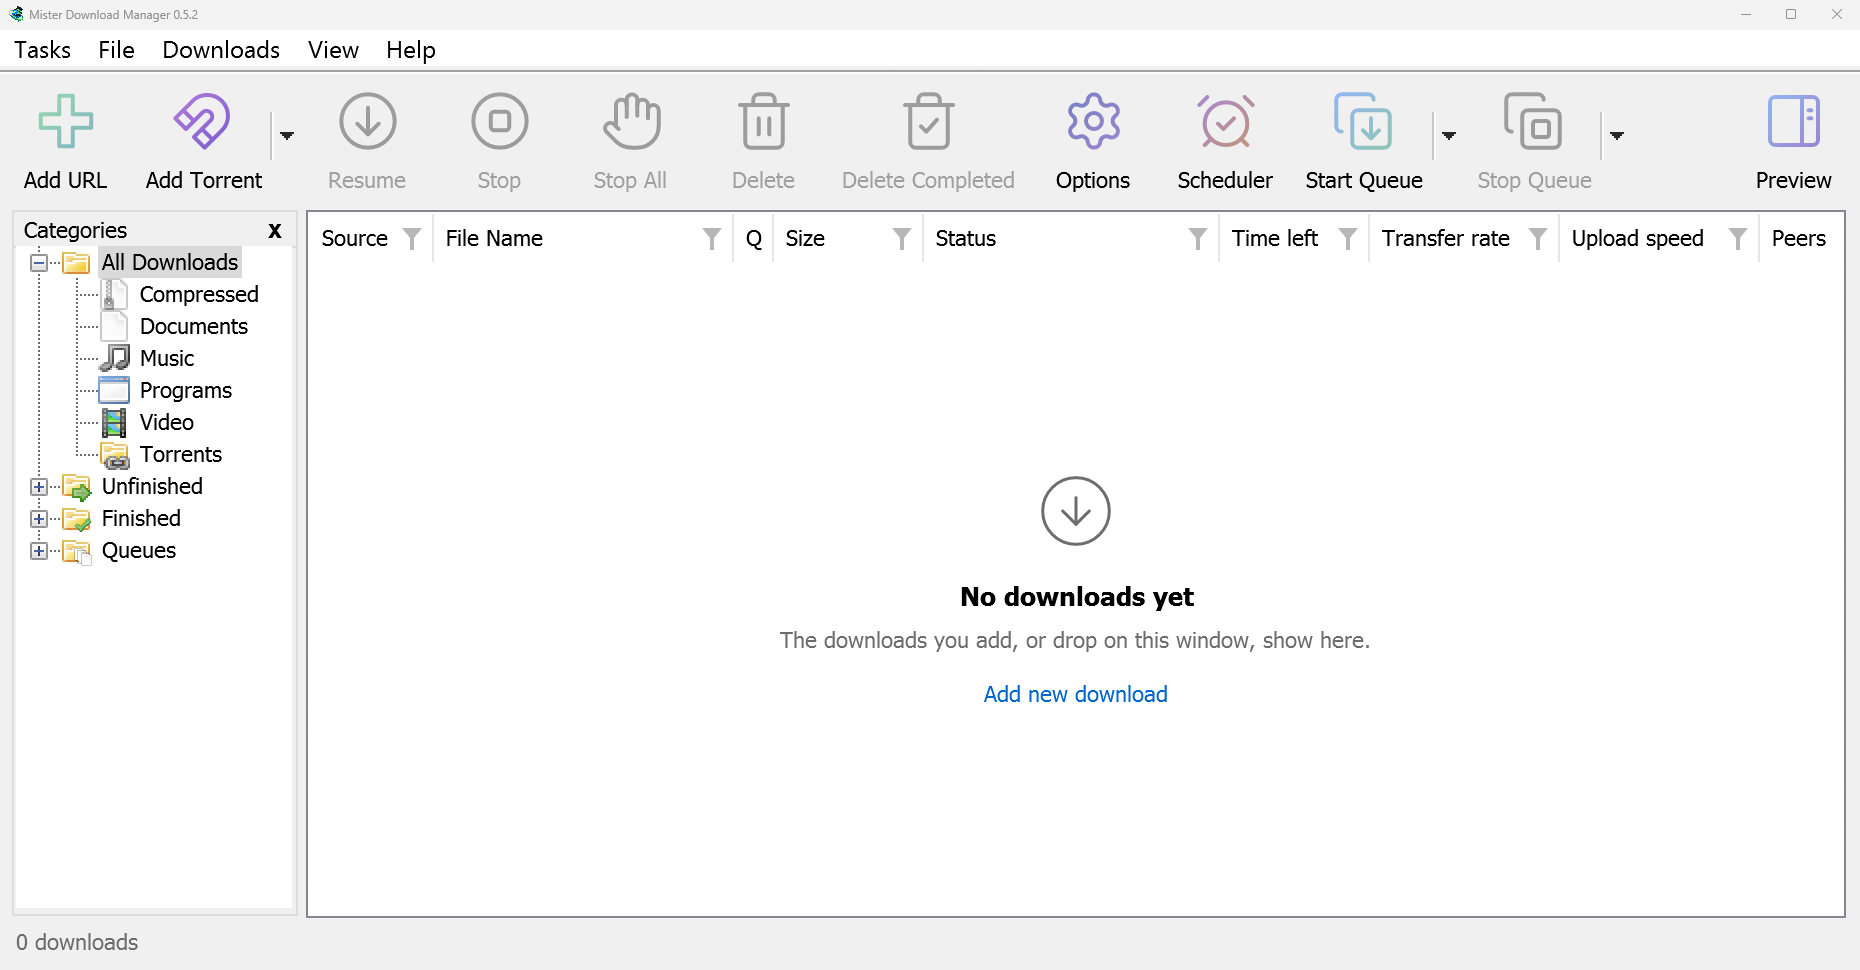 Mister Download Manager 0.5.2
Tasks File Downloads View Help
Add URL Add Torrent Resume Stop Stop All Delete Delete Completed Options Scheduler Start Queue Stop Queue Preview
Categories X
Source File Name Q Size Status Time left Transfer rate Upload speed Peers
All Downloads
Compressed
Documents
Music
Programs
Video
Torrents
Unfinished
Finished
Queues
No downloads yet
The downloads you add, or drop on this window, show here.
Add new download
0 downloads